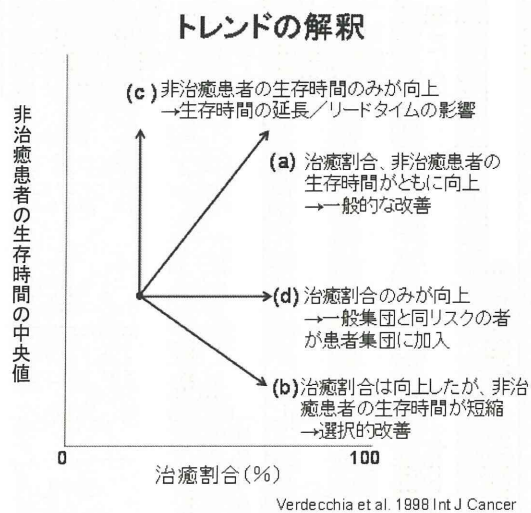 トレンドの解釈
(c) 非治癒患者の生存時間のみが向上
→生存時間の延長／リードタイムの影響
(a) 治癒割合、非治癒患者の
生存時間がともに向上
→一般的な改善
(d) 治癒割合のみが向上
→一般集団と同リスクの者
が患者集団に加入
(b) 治癒割合は向上したが、非治
癒患者の生存時間が短縮
→選択的改善
非治癒患者の生存時間の中央値
0
100
治癒割合(%)
Verdecchia et al. 1998 Int J Cancer